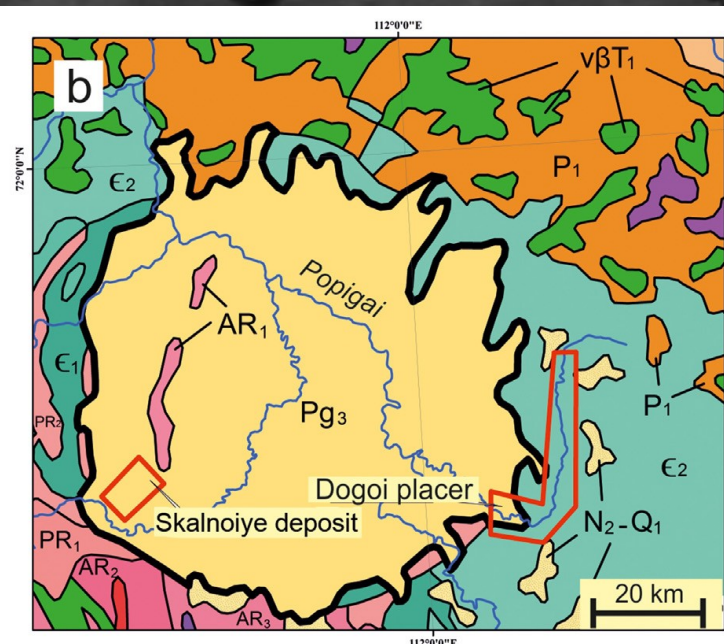 112°0'0"E
b
νβT₁
P₁
72°0'0"N
Є₂
Popigai
AR₁
Є₁
P₁
PR₂
Pg₃
Є₂
Dogoi placer
Skalnoiye deposit
N₂-Q₁
PR₁
AR₂
20 km
AR₃
112°0'0"E